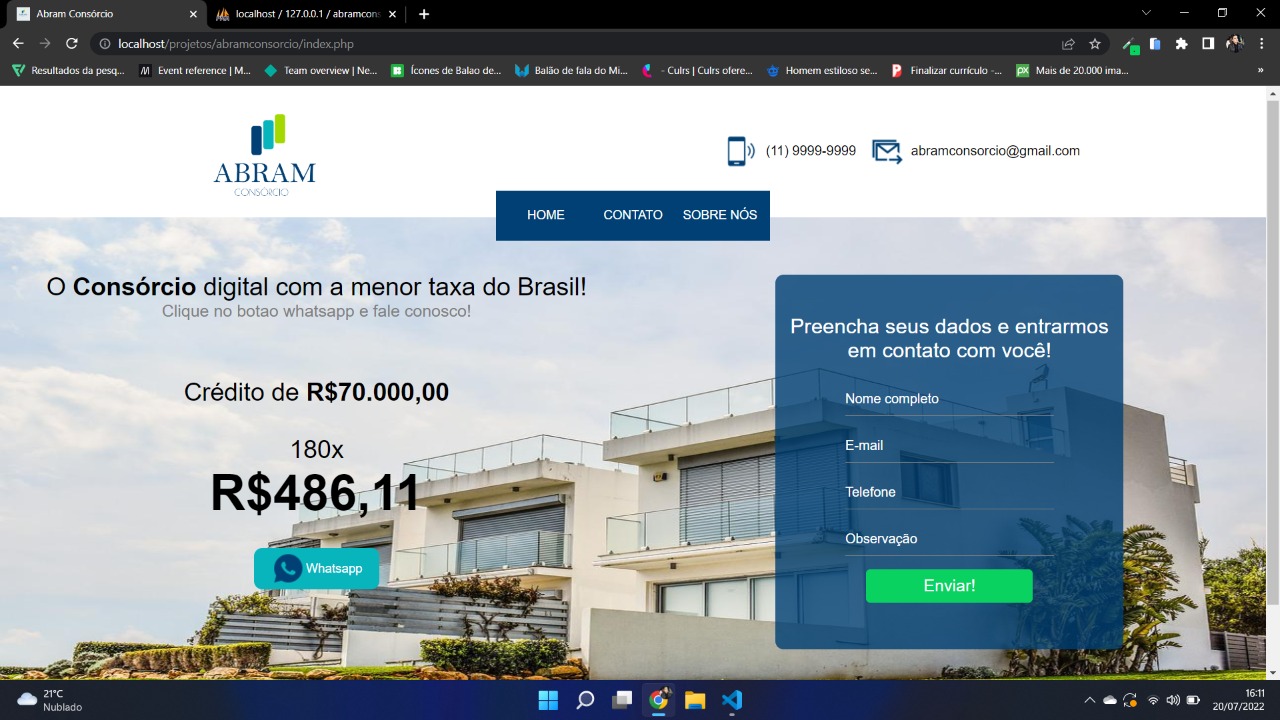 Abram Consórcio
localhost / 127.0.0.1 / abramcons
localhost/projetos/abramconsorcio/index.php
Resultados da pesq...
Event reference | M...
Team overview | Ne...
Ícones de Balao de...
Balão de fala do Mi...
- Culrs | Culrs ofere...
Homem estiloso se...
Finalizar currículo -...
Mais de 20.000 ima...
»
ABRAM
CONSÓRCIO
(11) 9999-9999
abramconsorcio@gmail.com
HOME CONTATO SOBRE NÓS
O Consórcio digital com a menor taxa do Brasil!
Clique no botao whatsapp e fale conosco!
Crédito de R$70.000,00
180x
R$486,11
Whatsapp
Preencha seus dados e entrarmos
em contato com você!
Nome completo
E-mail
Telefone
Observação
Enviar!
21°C
Nublado
16:11
20/07/2022